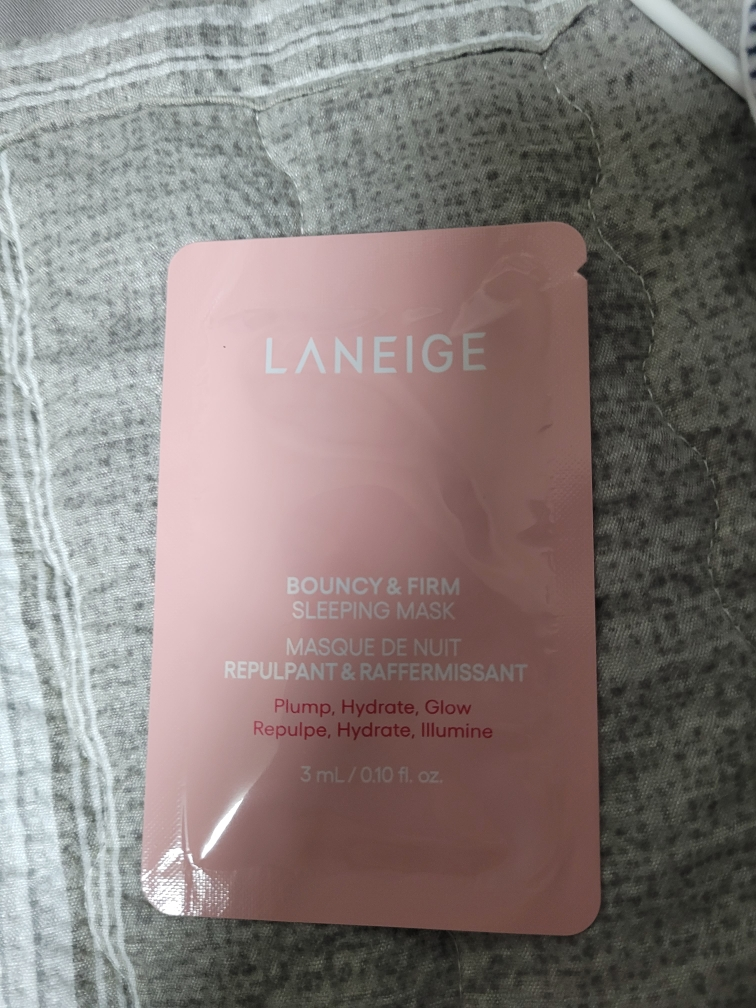 LANEIGE
BOUNCY & FIRM
SLEEPING MASK
MASQUE DE NUIT
REPULPANT & RAFFERMISSANT
Plump, Hydrate, Glow
Repulpe, Hydrate, Illumine
3 mL / 0.10 fl. oz.